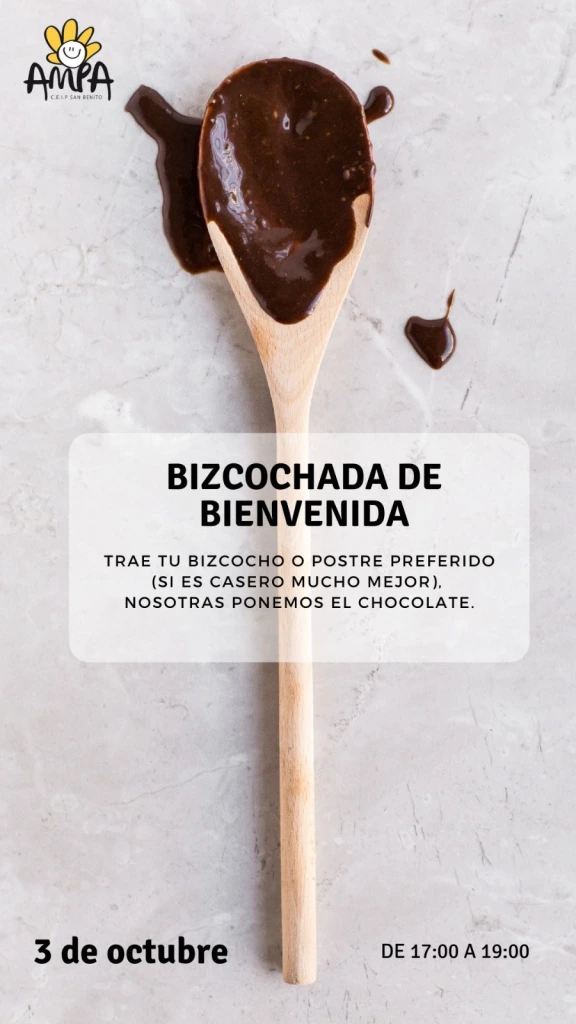 AMPA
C.E.I.P SAN BENITO
BIZCOCHADA DE
BIENVENIDA
TRAE TU BIZCOCHO O POSTRE PREFERIDO
(SI ES CASERO MUCHO MEJOR),
NOSOTRAS PONEMOS EL CHOCOLATE.
3 de octubre
DE 17:00 A 19:00